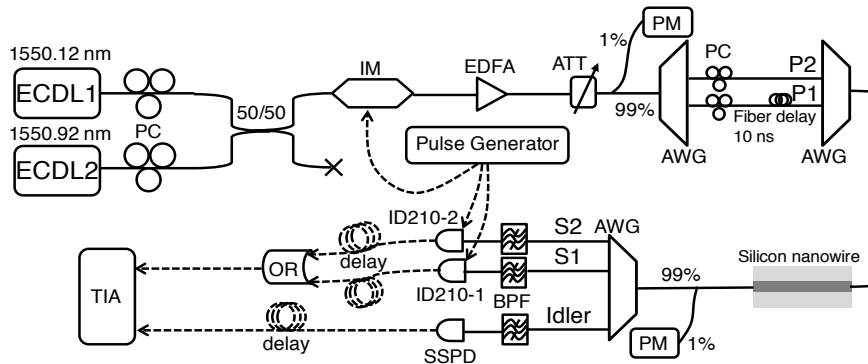 1550.12 nm
ECDL1
1550.92 nm
PC
ECDL2
50/50
IM
EDFA
ATT
1%
PM
99%
PC
P2
P1
Fiber delay
10 ns
AWG
AWG
Pulse Generator
ID210-2
S2
AWG
delay
OR
S1
ID210-1
BPF
TIA
delay
SSPD
Idler
99%
PM
1%
Silicon nanowire